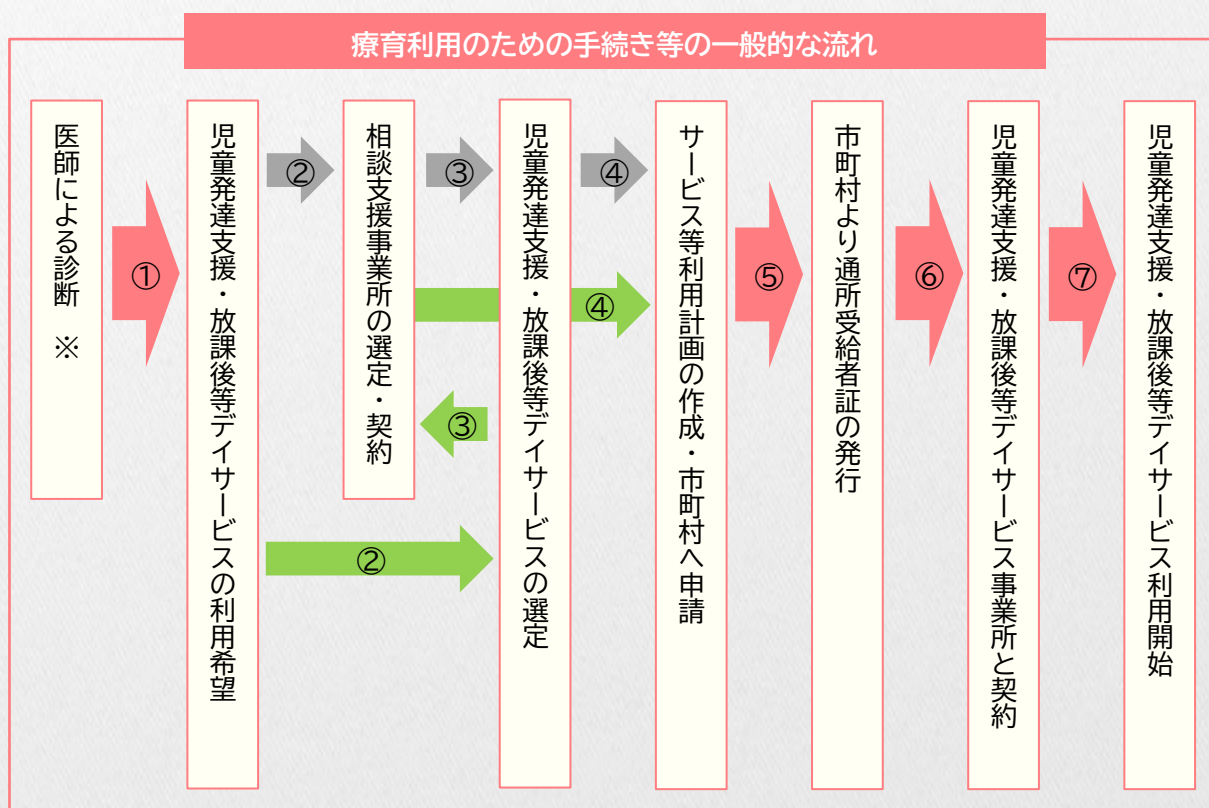 療育利用のための手続き等の一般的な流れ
医師による診断 ※
①
児童発達支援・放課後等デイサービスの利用希望
②
②
相談支援事業所の選定・契約
③
④
③
児童発達支援・放課後等デイサービスの選定
④
サービス等利用計画の作成・市町村へ申請
⑤
市町村より通所受給者証の発行
⑥
児童発達支援・放課後等デイサービス事業所と契約
⑦
児童発達支援・放課後等デイサービス利用開始